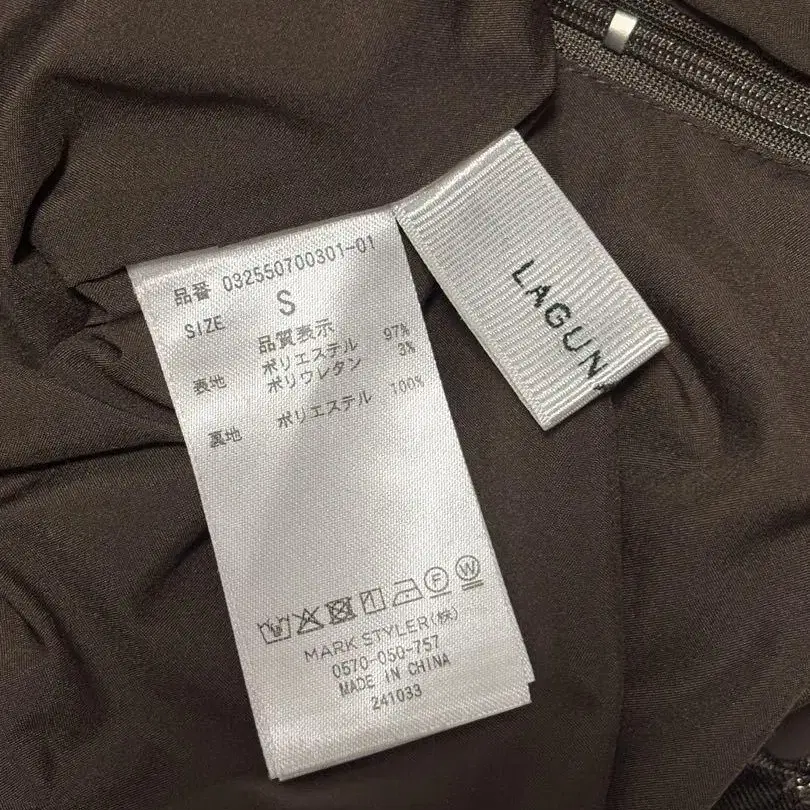 品番 032550700301-01
SIZE S
品質表示
表地 ポリエステル 97%
ポリウレタン 3%
裏地 ポリエステル 100%
F W
MARK STYLER(株)
0570-050-757
MADE IN CHINA
241033
LAGUN